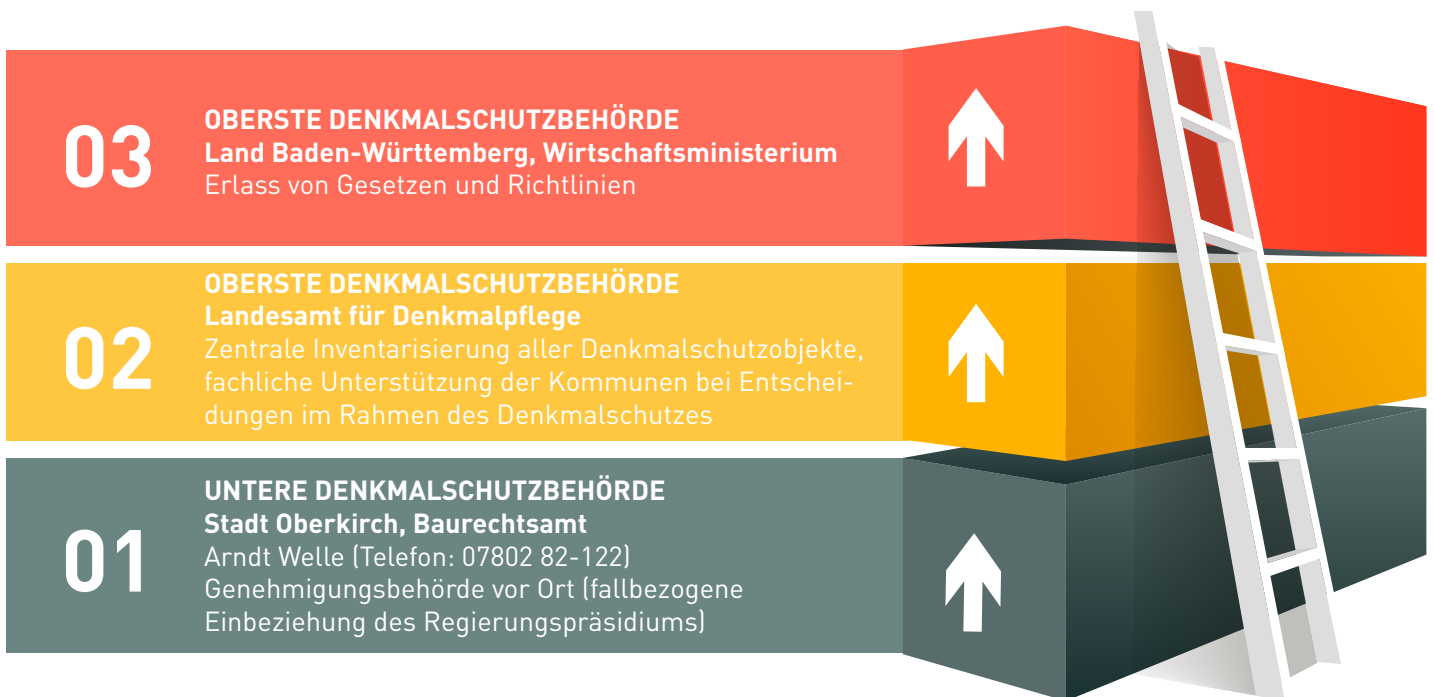 03
OBERSTE DENKMALSCHUTZBEHÖRDE
Land Baden-Württemberg, Wirtschaftsministerium
Erlass von Gesetzen und Richtlinien
02
OBERSTE DENKMALSCHUTZBEHÖRDE
Landesamt für Denkmalpflege
Zentrale Inventarisierung aller Denkmalschutzobjekte,
fachliche Unterstützung der Kommunen bei Entschei-
dungen im Rahmen des Denkmalschutzes
01
UNTERE DENKMALSCHUTZBEHÖRDE
Stadt Oberkirch, Baurechtsamt
Arndt Welle (Telefon: 07802 82-122)
Genehmigungsbehörde vor Ort (fallbezogene
Einbeziehung des Regierungspräsidiums)